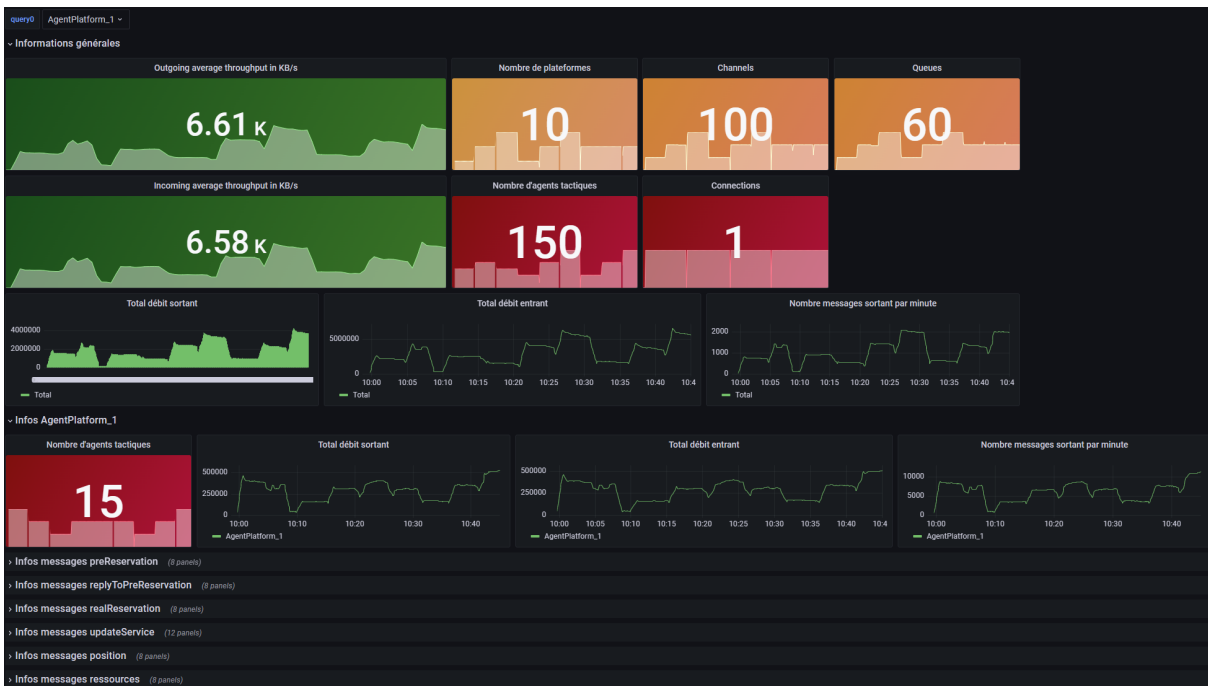 query0 AgentPlatform_1
Informations générales
Outgoing average throughput in KB/s
6.61 K
Nombre de plateformes
10
Channels
100
Queues
60
Incoming average throughput in KB/s
6.58 K
Nombre d'agents tactiques
150
Connections
1
Total débit sortant
4000000
2000000
0
Total
Total débit entrant
5000000
0
10:00 10:05 10:10 10:15 10:20 10:25 10:30 10:35 10:40 10:4
Total
Nombre messages sortant par minute
2000
1000
0
10:00 10:05 10:10 10:15 10:20 10:25 10:30 10:35 10:40 10:4
Total
Infos AgentPlatform_1
Nombre d'agents tactiques
15
Total débit sortant
500000
250000
0
10:00 10:10 10:20 10:30 10:40
AgentPlatform_1
Total débit entrant
500000
250000
0
10:00 10:05 10:10 10:15 10:20 10:25 10:30 10:35 10:40 10:4
AgentPlatform_1
Nombre messages sortant par minute
10000
5000
0
10:00 10:10 10:20 10:30 10:40
AgentPlatform_1
Infos messages preReservation (8 panels)
Infos messages replyToPreReservation (8 panels)
Infos messages realReservation (8 panels)
Infos messages updateService (12 panels)
Infos messages position (8 panels)
Infos messages ressources (8 panels)